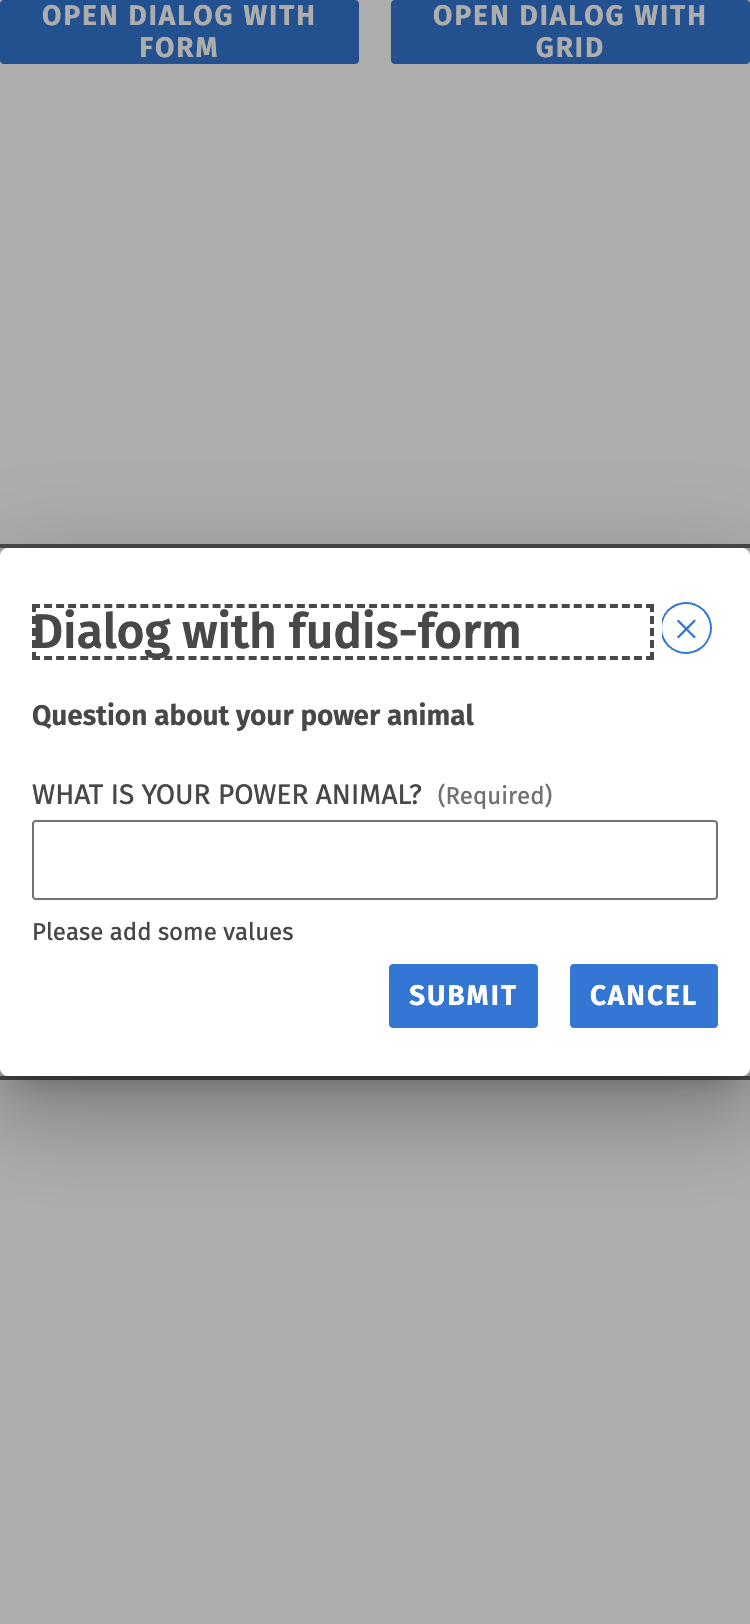 OPEN DIALOG WITH
FORM
OPEN DIALOG WITH
GRID
Dialog with fudis-form
Question about your power animal
WHAT IS YOUR POWER ANIMAL? (Required)
Please add some values
SUBMIT CANCEL